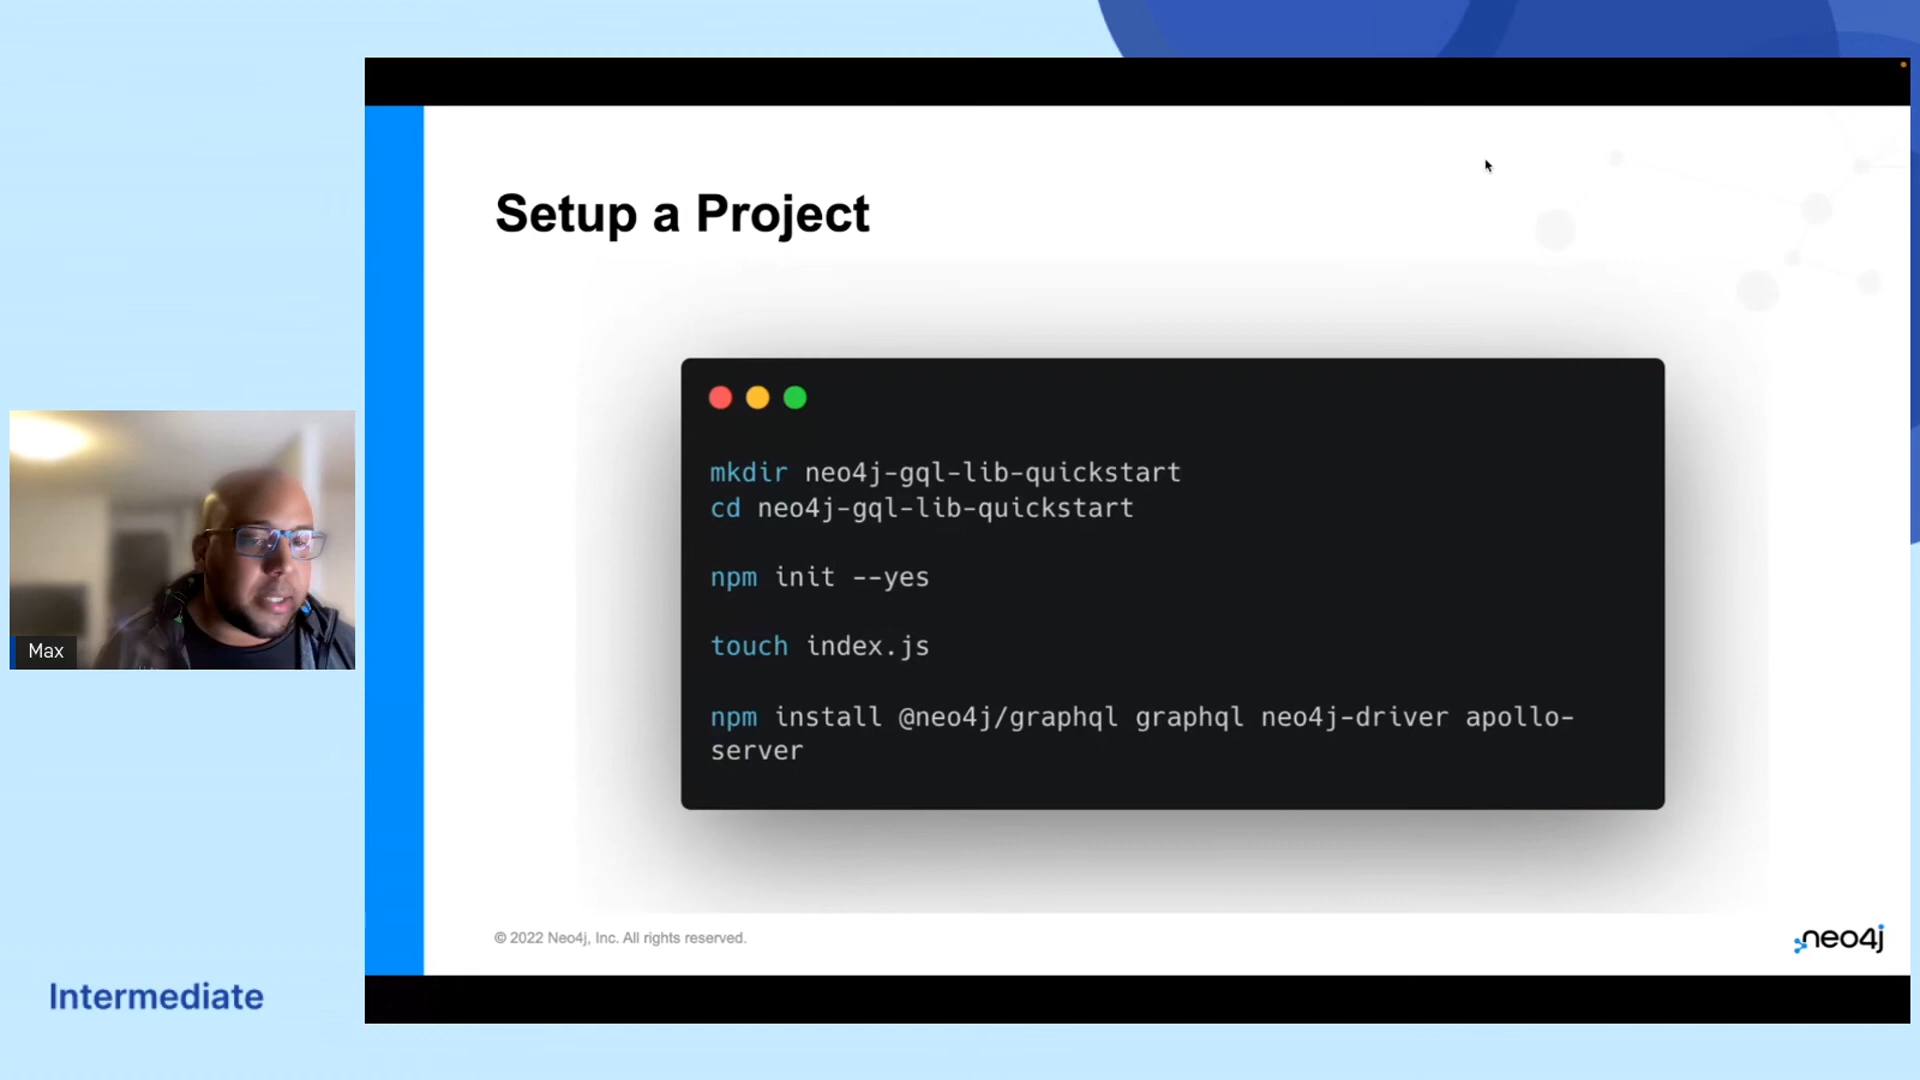 Setup a Project
mkdir neo4j-gql-lib-quickstart
cd neo4j-gql-lib-quickstart
npm init --yes
touch index.js
npm install @neo4j/graphql graphql neo4j-driver apollo-
server
Max
© 2022 Neo4j, Inc. All rights reserved.
neo4j
Intermediate